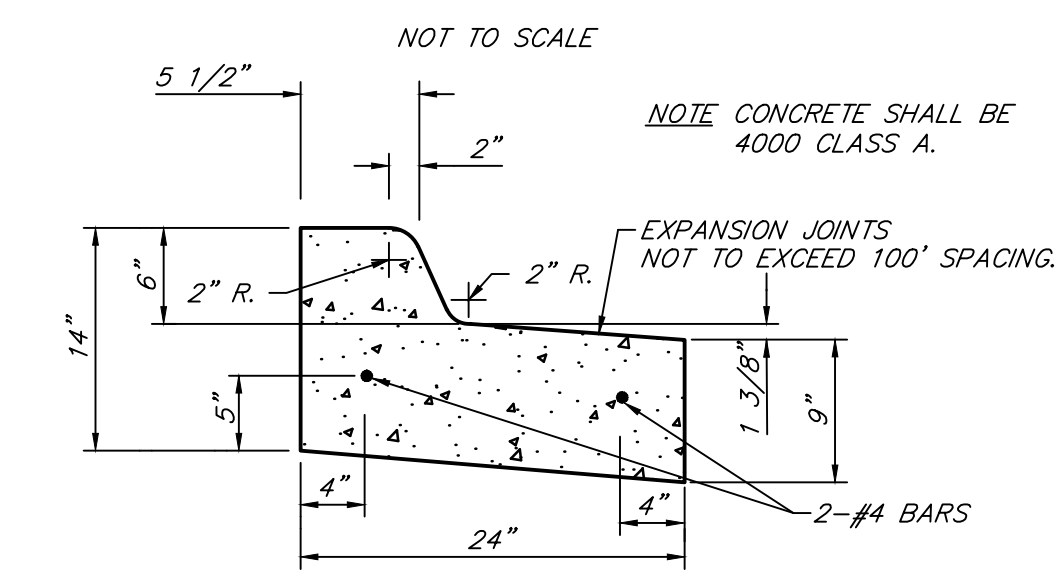 NOT TO SCALE
5 1/2"
NOTE CONCRETE SHALL BE
4000 CLASS A.
2"
EXPANSION JOINTS
NOT TO EXCEED 100' SPACING.
6"
2" R.
2" R.
14"
1 3/8"
5"
9"
4"
4"
2-#4 BARS
24"